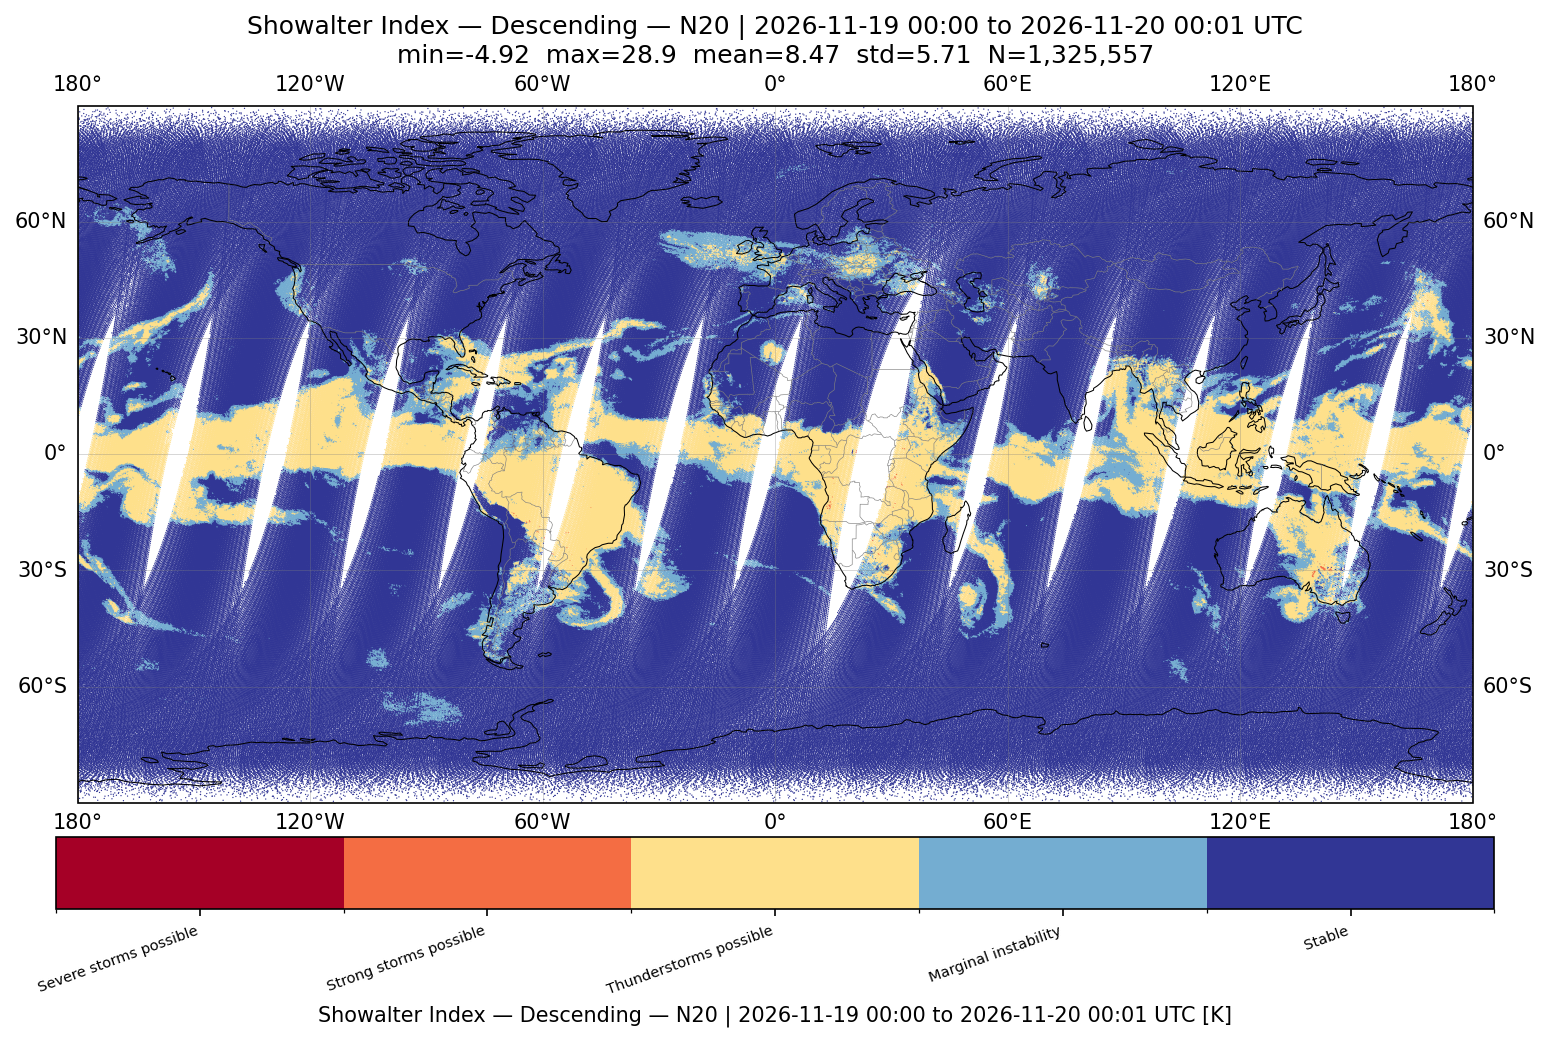 Showalter Index — Descending — N20 | 2026-11-19 00:00 to 2026-11-20 00:01 UTC
min=-4.92 max=28.9 mean=8.47 std=5.71 N=1,325,557
180° 120°W 60°W 0° 60°E 120°E 180°
60°N 60°N
30°N 30°N
0° 0°
30°S 30°S
60°S 60°S
180° 120°W 60°W 0° 60°E 120°E 180°
Severe storms possible Strong storms possible Thunderstorms possible Marginal instability Stable
Showalter Index — Descending — N20 | 2026-11-19 00:00 to 2026-11-20 00:01 UTC [K]